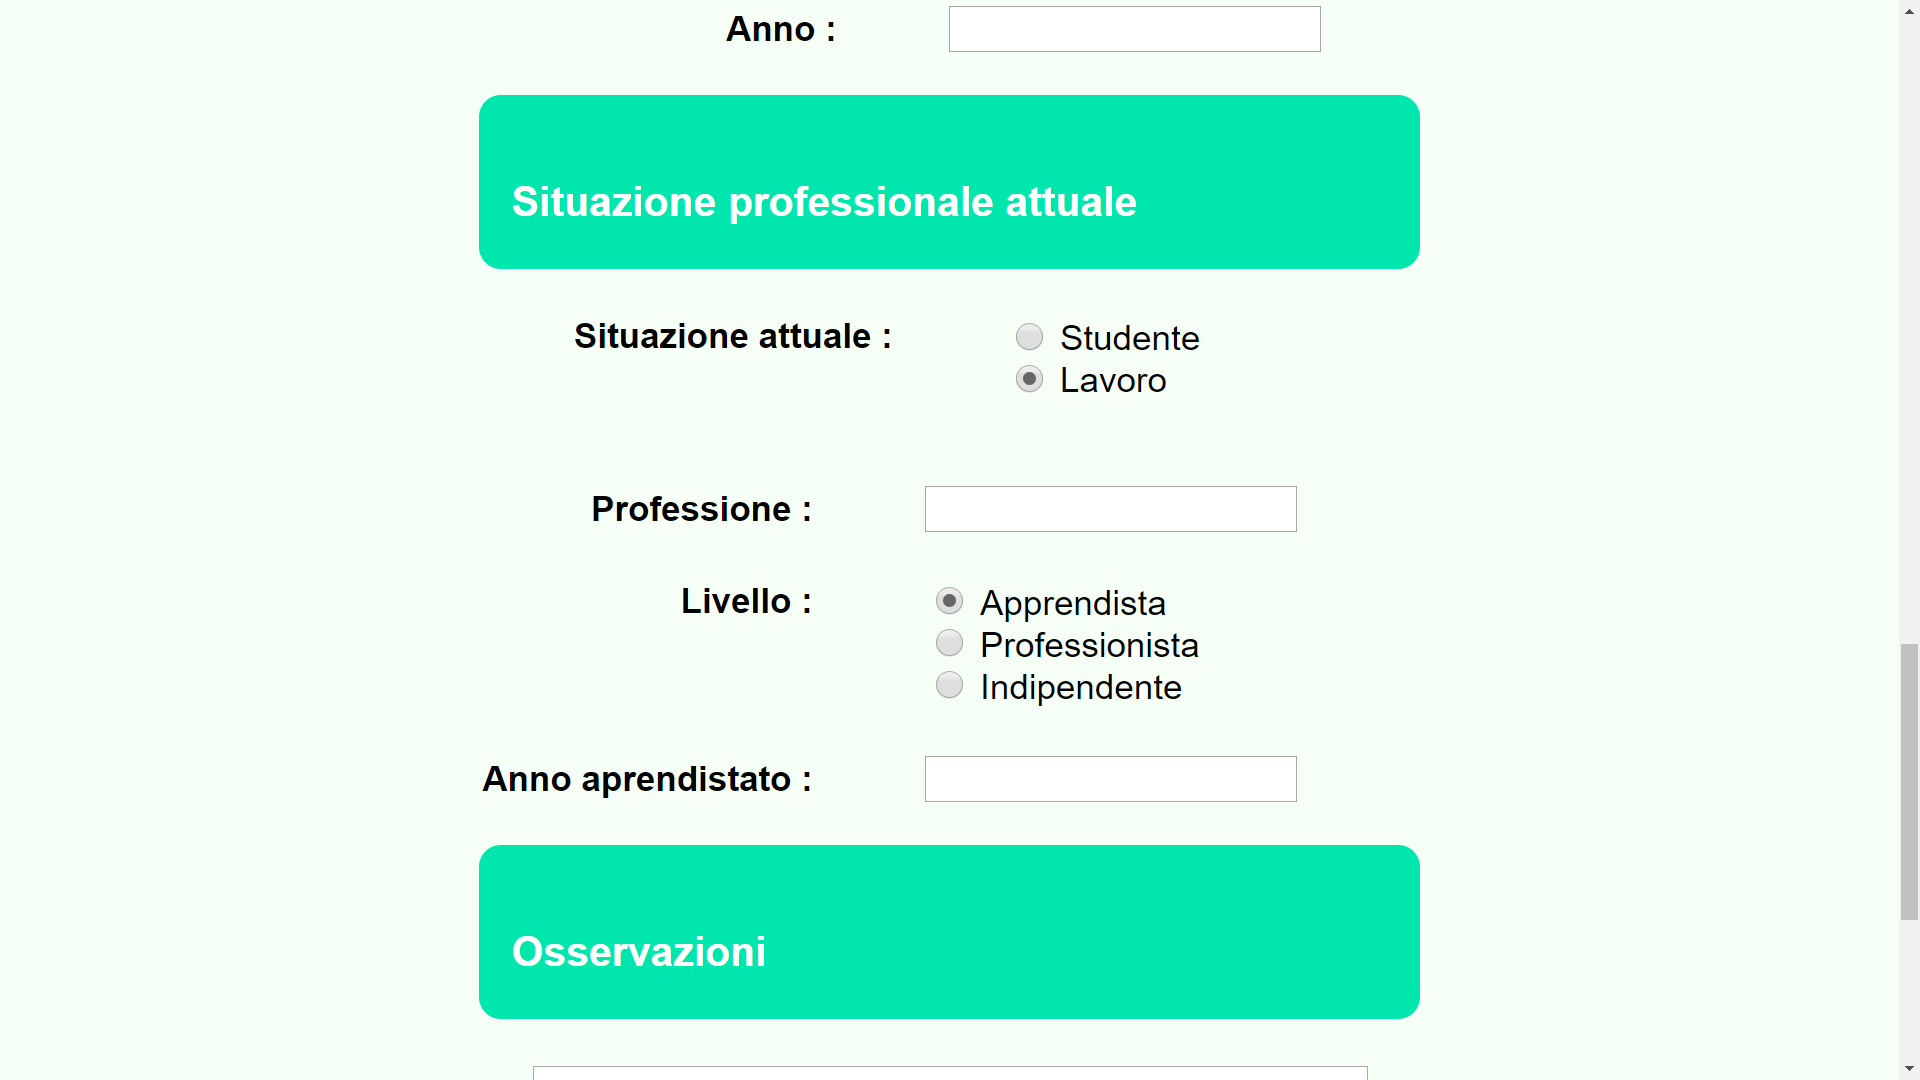 Anno :
Situazione professionale attuale
Situazione attuale :
Studente
Lavoro
Professione :
Livello :
Apprendista
Professionista
Indipendente
Anno aprendistato :
Osservazioni